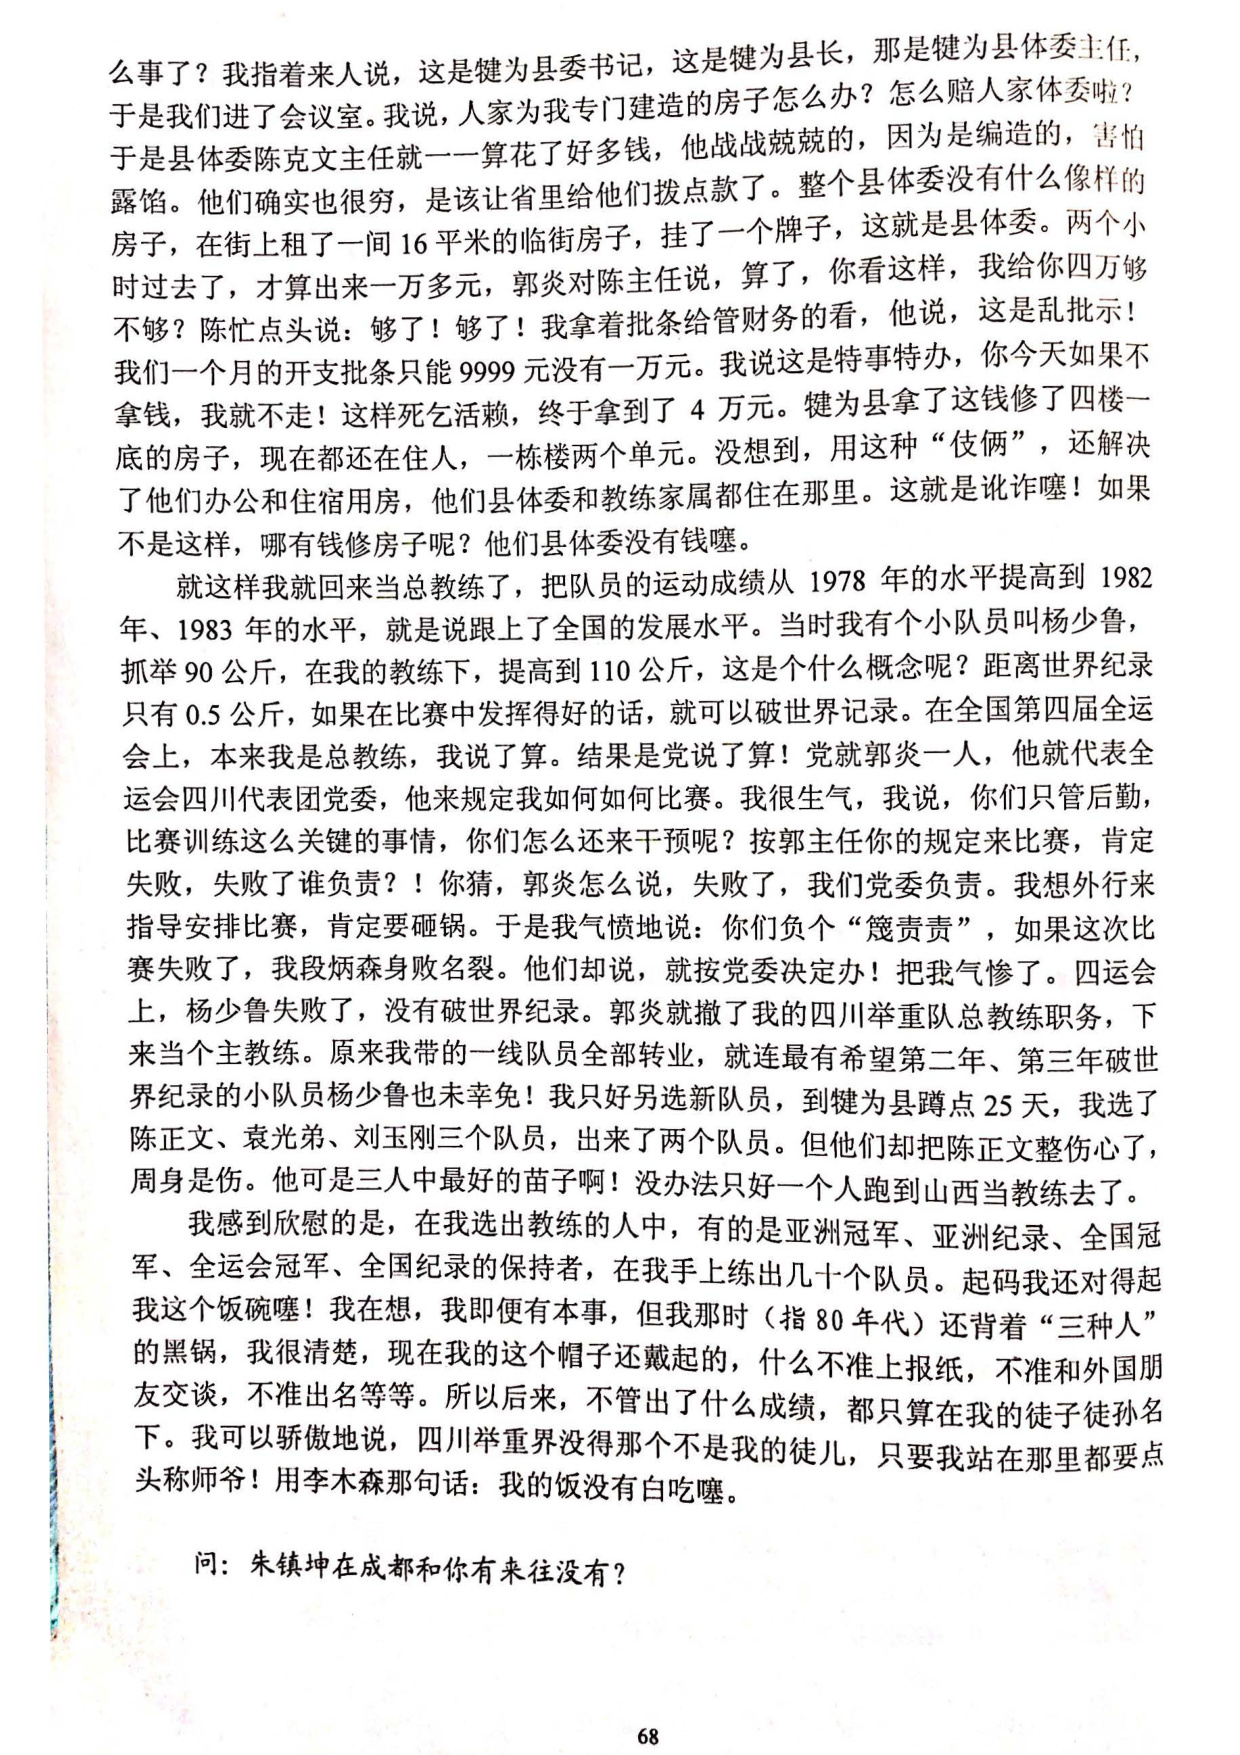 么事了？我指着来人说，这是犍为县委书记，这是犍为县长，那是犍为县体委主任，
于是我们进了会议室。我说，人家为我专门建造的房子怎么办？怎么赔人家体委啦？
于是县体委陈克文主任就一一算花了好多钱，他战战兢兢的，因为是编造的，害怕
露馅。他们确实也很穷，是该让省里给他们拨点款了。整个县体委没有什么像样的
房子，在街上租了一间 16 平米的临街房子，挂了一个牌子，这就是县体委。两个小
时过去了，才算出来一万多元，郭炎对陈主任说，算了，你看这样，我给你四万够
不够？陈忙点头说：够了！够了！我拿着批条给管财务的看，他说，这是乱批示！
我们一个月的开支批条只能 9999 元没有一万元。我说这是特事特办，你今天如果不
拿钱，我就不走！这样死乞活赖，终于拿到了 4 万元。犍为县拿了这钱修了四楼一
底的房子，现在都还在住人，一栋楼两个单元。没想到，用这种“伎俩”，还解决
了他们办公和住宿用房，他们县体委和教练家属都住在那里。这就是讹诈噻！如果
不是这样，哪有钱修房子呢？他们县体委没有钱噻。
就这样我就回来当总教练了，把队员的运动成绩从 1978 年的水平提高到 1982
年、1983 年的水平，就是说跟上了全国的发展水平。当时我有个小队员叫杨少鲁，
抓举 90 公斤，在我的教练下，提高到 110 公斤，这是个什么概念呢？距离世界纪录
只有 0.5 公斤，如果在比赛中发挥得好的话，就可以破世界记录。在全国第四届全运
会上，本来我是总教练，我说了算。结果是党说了算！党就郭炎一人，他就代表全
运会四川代表团党委，他来规定我如何如何比赛。我很生气，我说，你们只管后勤，
比赛训练这么关键的事情，你们怎么还来干预呢？按郭主任你的规定来比赛，肯定
失败，失败了谁负责？！你猜，郭炎怎么说，失败了，我们党委负责。我想外行来
指导安排比赛，肯定要砸锅。于是我气愤地说：你们负个“篾责责”，如果这次比
赛失败了，我段炳森身败名裂。他们却说，就按党委决定办！把我气惨了。四运会
上，杨少鲁失败了，没有破世界纪录。郭炎就撤了我的四川举重队总教练职务，下
来当个主教练。原来我带的一线队员全部转业，就连最有希望第二年、第三年破世
界纪录的小队员杨少鲁也未幸免！我只好另选新队员，到犍为县蹲点 25 天，我选了
陈正文、袁光弟、刘玉刚三个队员，出来了两个队员。但他们却把陈正文整伤心了，
周身是伤。他可是三人中最好的苗子啊！没办法只好一个人跑到山西当教练去了。
我感到欣慰的是，在我选出教练的人中，有的是亚洲冠军、亚洲纪录、全国冠
军、全运会冠军、全国纪录的保持者，在我手上练出几十个队员。起码我还对得起
我这个饭碗噻！我在想，我即便有本事，但我那时（指 80 年代）还背着“三种人”
的黑锅，我很清楚，现在我的这个帽子还戴起的，什么不准上报纸，不准和外国朋
友交谈，不准出名等等。所以后来，不管出了什么成绩，都只算在我的徒子徒孙名
下。我可以骄傲地说，四川举重界没得那个不是我的徒儿，只要我站在那里都要点
头称师爷！用李木森那句话：我的饭没有白吃噻。
问：朱镇坤在成都和你有来往没有？
68